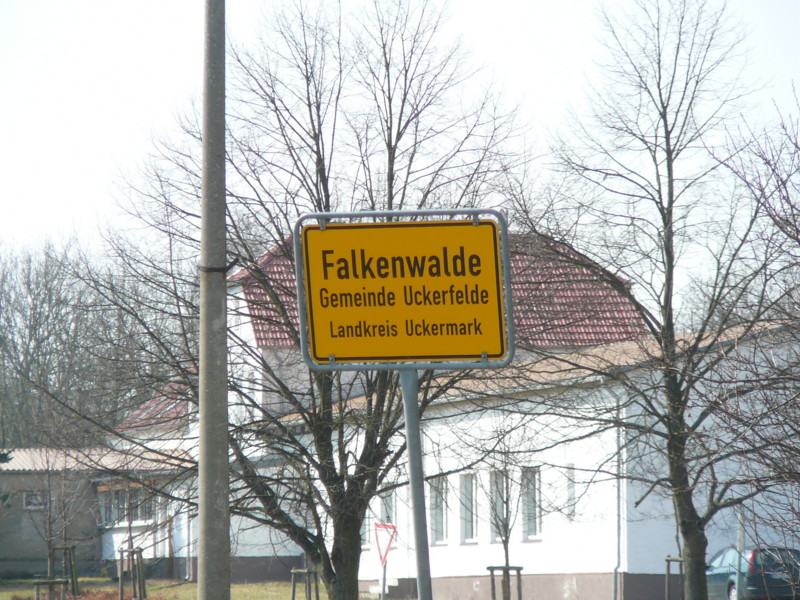 Falkenwalde
Gemeinde Uckerfelde
Landkreis Uckermark